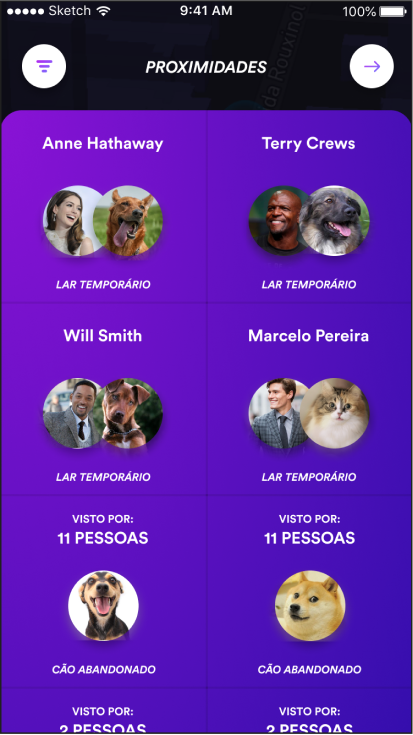 Sketch 9:41 AM 100%
da Rouxinol
PROXIMIDADES
Anne Hathaway Terry Crews
LAR TEMPORÁRIO LAR TEMPORÁRIO
Will Smith Marcelo Pereira
LAR TEMPORÁRIO LAR TEMPORÁRIO
VISTO POR: VISTO POR:
11 PESSOAS 11 PESSOAS
CÃO ABANDONADO CÃO ABANDONADO
VISTO POR: VISTO POR:
2 PESSOAS 2 PESSOAS